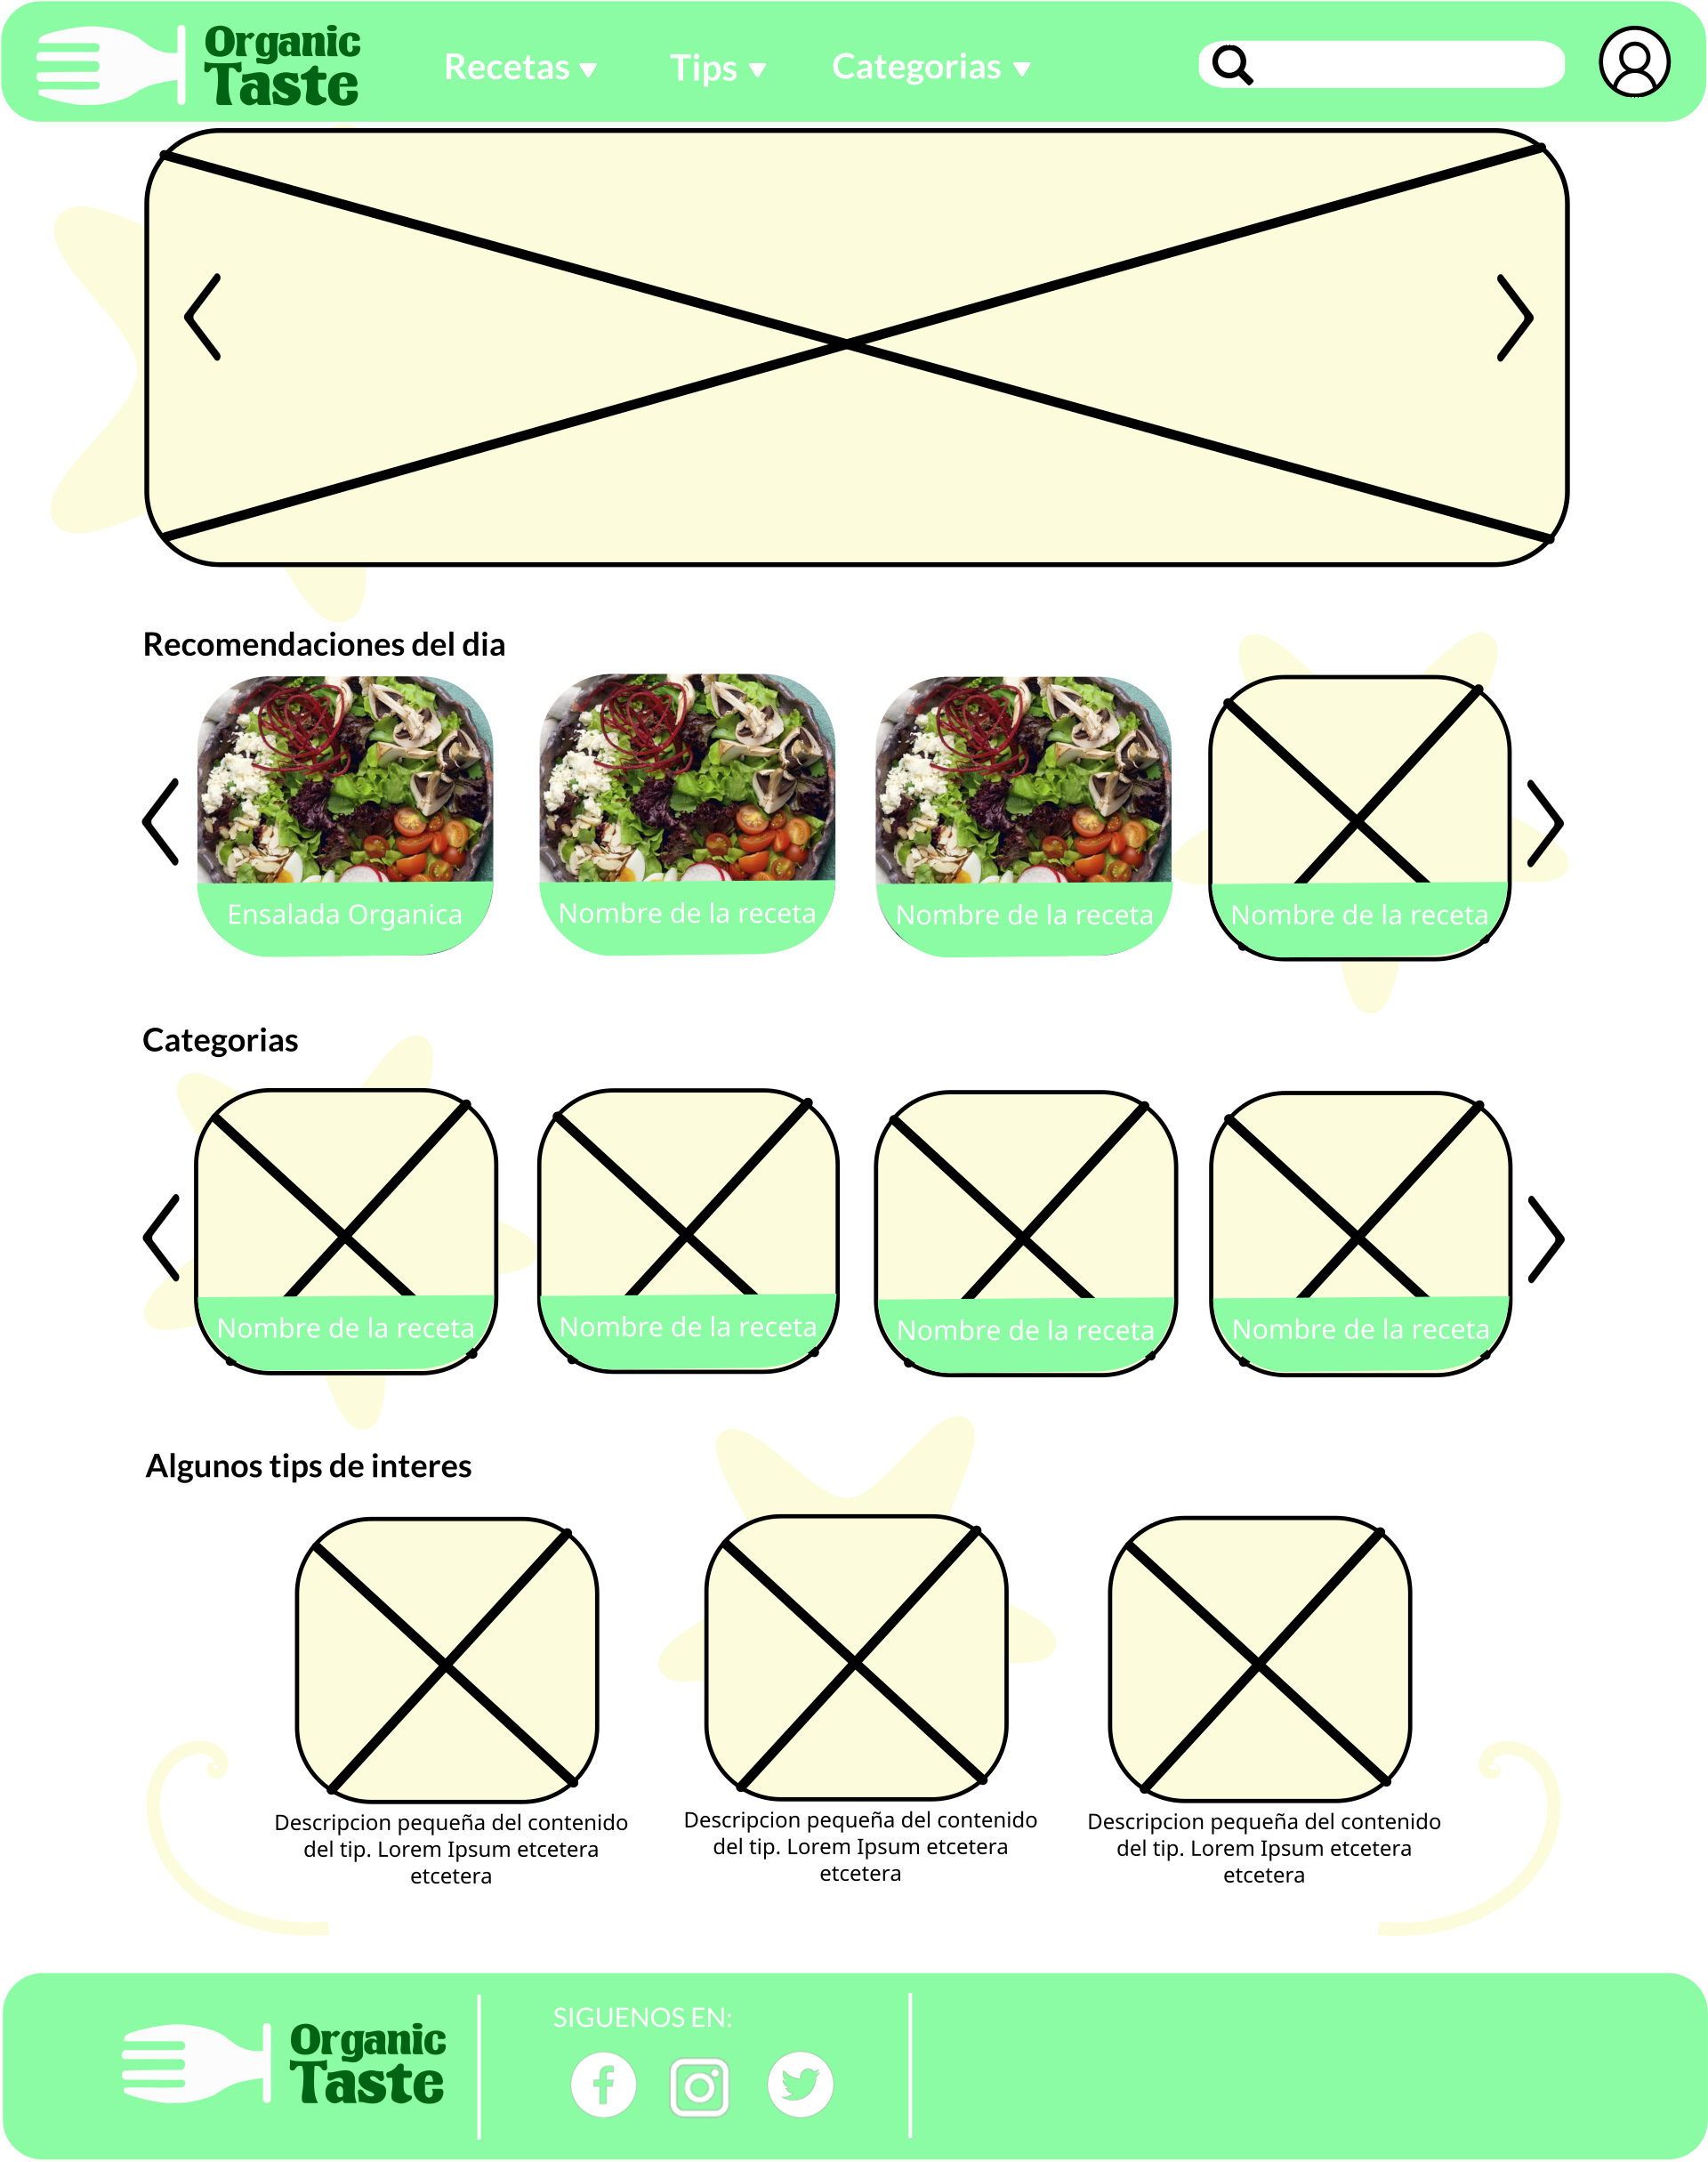 Organic
Taste
Recetas
Tips
Categorias
Recomendaciones del dia
Ensalada Organica
Nombre de la receta
Nombre de la receta
Nombre de la receta
Categorias
Nombre de la receta
Nombre de la receta
Nombre de la receta
Nombre de la receta
Algunos tips de interes
Descripcion pequeña del contenido
del tip. Lorem Ipsum etcetera
etcetera
Descripcion pequeña del contenido
del tip. Lorem Ipsum etcetera
etcetera
Descripcion pequeña del contenido
del tip. Lorem Ipsum etcetera
etcetera
Organic
Taste
SIGUENOS EN: